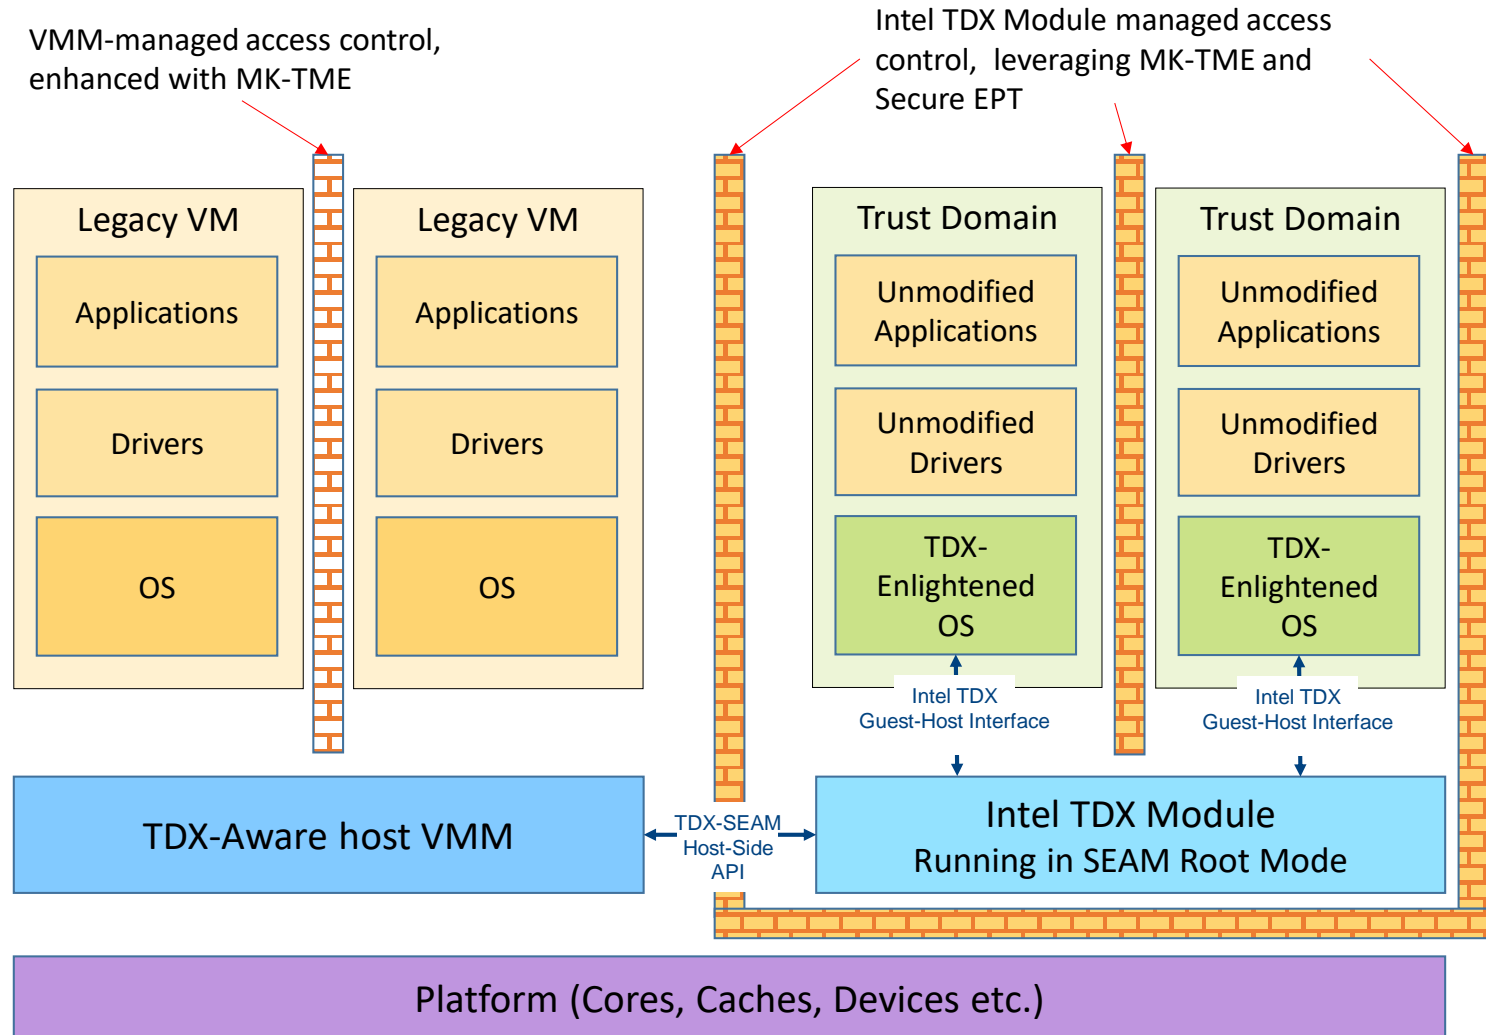 VMM-managed access control,
enhanced with MK-TME
Intel TDX Module managed access
control, leveraging MK-TME and
Secure EPT
Legacy VM
Applications
Drivers
OS
Legacy VM
Applications
Drivers
OS
Trust Domain
Unmodified
Applications
Unmodified
Drivers
TDX-
Enlightened
OS
Intel TDX
Guest-Host Interface
Trust Domain
Unmodified
Applications
Unmodified
Drivers
TDX-
Enlightened
OS
Intel TDX
Guest-Host Interface
TDX-Aware host VMM
TDX-SEAM
Host-Side
API
Intel TDX Module
Running in SEAM Root Mode
Platform (Cores, Caches, Devices etc.)